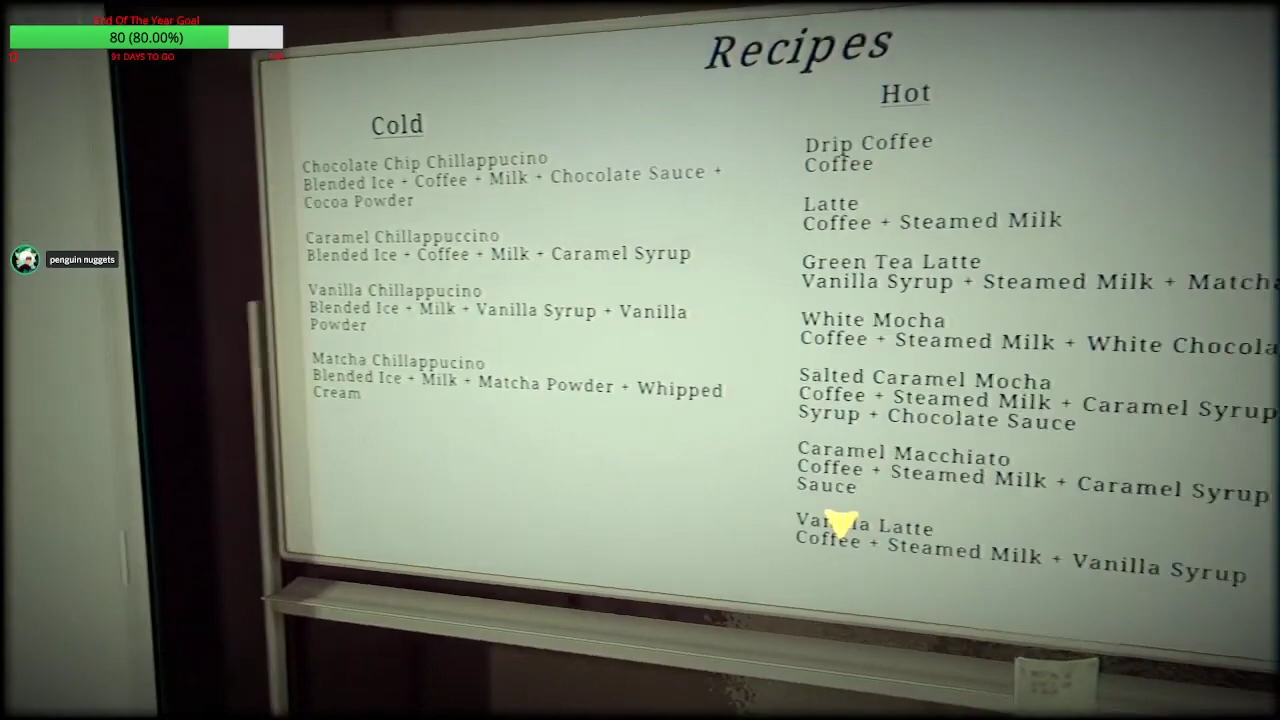 End Of The Year Goal
80 (80.00%)
0
91 DAYS TO GO
penguin nuggets
Recipes
Cold
Chocolate Chip Chillappucino
Blended Ice + Coffee + Milk + Chocolate Sauce +
Cocoa Powder
Caramel Chillappuccino
Blended Ice + Coffee + Milk + Caramel Syrup
Vanilla Chillappucino
Blended Ice + Milk + Vanilla Syrup + Vanilla
Powder
Matcha Chillappucino
Blended Ice + Milk + Matcha Powder + Whipped
Cream
Hot
Drip Coffee
Coffee
Latte
Coffee + Steamed Milk
Green Tea Latte
Vanilla Syrup + Steamed Milk + Matcha
White Mocha
Coffee + Steamed Milk + White Chocola
Salted Caramel Mocha
Coffee + Steamed Milk + Caramel Syrup
Syrup + Chocolate Sauce
Caramel Macchiato
Coffee + Steamed Milk + Caramel Syrup
Sauce
Vanilla Latte
Coffee + Steamed Milk + Vanilla Syrup